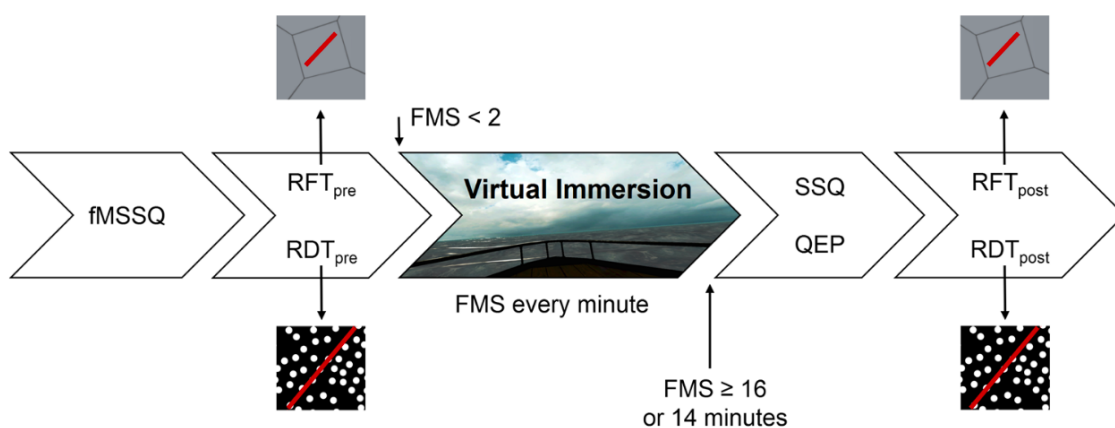 FMS < 2
fMSSQ
RFTpre
RDTpre
Virtual Immersion
FMS every minute
FMS ≥ 16
or 14 minutes
SSQ
QEP
RFTpost
RDTpost